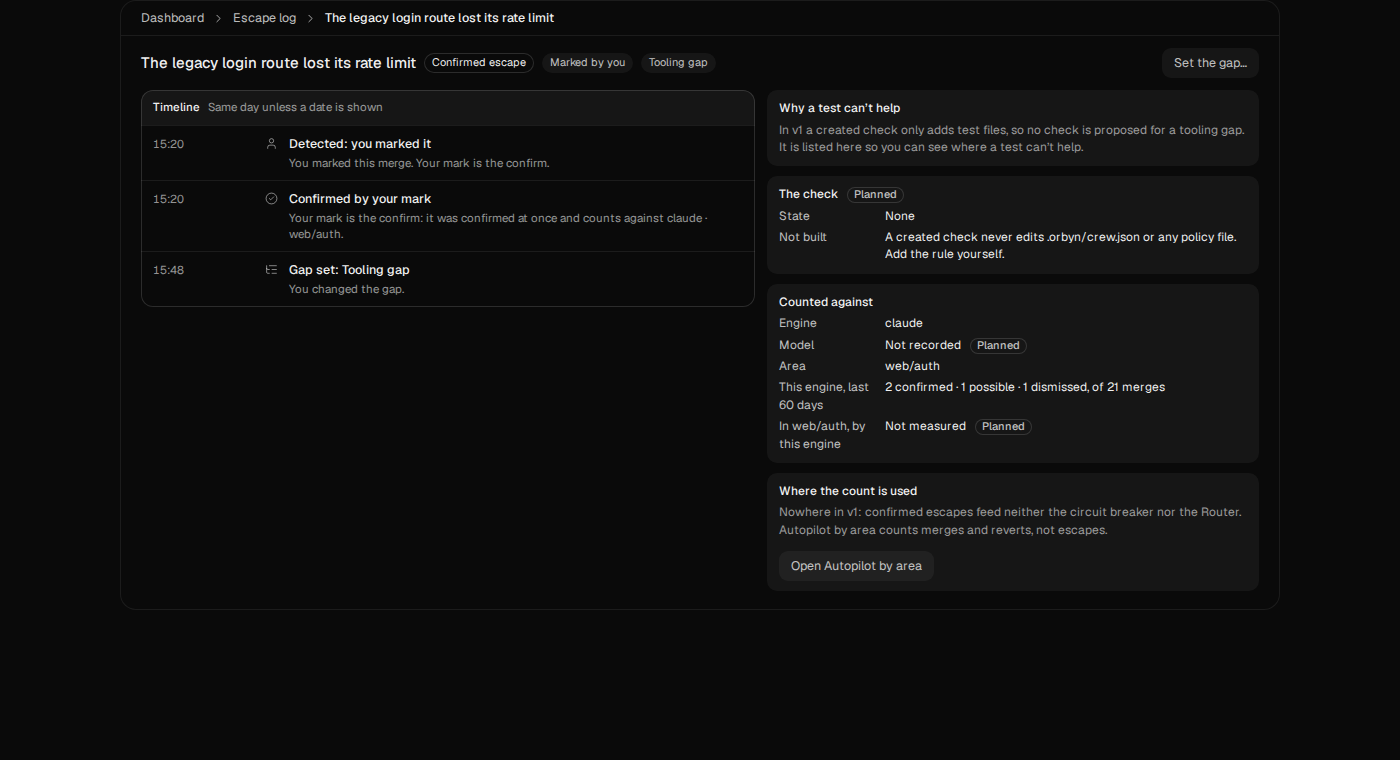 Dashboard > Escape log > The legacy login route lost its rate limit
The legacy login route lost its rate limit Confirmed escape Marked by you Tooling gap Set the gap…
Timeline Same day unless a date is shown
15:20 Detected: you marked it
You marked this merge. Your mark is the confirm.
15:20 Confirmed by your mark
Your mark is the confirm: it was confirmed at once and counts against claude ·
web/auth.
15:48 Gap set: Tooling gap
You changed the gap.
Why a test can't help
In v1 a created check only adds test files, so no check is proposed for a tooling gap.
It is listed here so you can see where a test can't help.
The check Planned
State None
Not built A created check never edits .orbyn/crew.json or any policy file.
Add the rule yourself.
Counted against
Engine claude
Model Not recorded Planned
Area web/auth
This engine, last 2 confirmed · 1 possible · 1 dismissed, of 21 merges
60 days
In web/auth, by Not measured Planned
this engine
Where the count is used
Nowhere in v1: confirmed escapes feed neither the circuit breaker nor the Router.
Autopilot by area counts merges and reverts, not escapes.
Open Autopilot by area